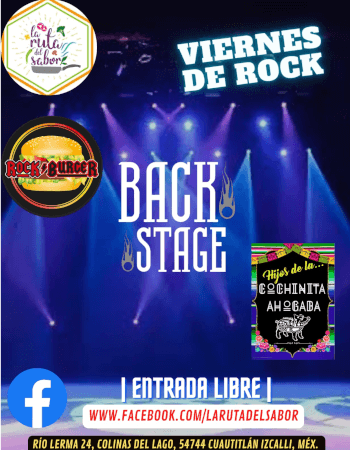 la
ruta
del
sabor
VIERNES
DE ROCK
ROCK BURGER
BACK
STAGE
Hijos de la...
COCHINITA
AHOGADA
| ENTRADA LIBRE |
WWW.FACEBOOK.COM/LARUTADELSABOR
RÍO LERMA 24, COLINAS DEL LAGO, 54744 CUAUTITLÁN IZCALLI, MÉX.